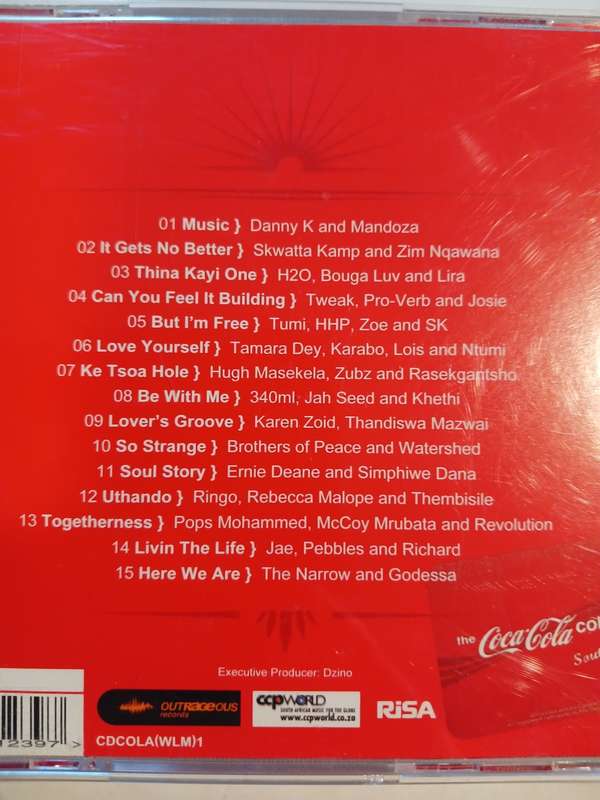 01 Music } Danny K and Mandoza
02 It Gets No Better } Skwatta Kamp and Zim Nqawana
03 Thina Kayi One } H2O, Bouga Luv and Lira
04 Can You Feel It Building } Tweak, Pro-Verb and Josie
05 But I'm Free } Tumi, HHP, Zoe and SK
06 Love Yourself } Tamara Dey, Karabo, Lois and Ntumi
07 Ke Tsoa Hole } Hugh Masekela, Zubz and Rasekgantsho
08 Be With Me } 340ml, Jah Seed and Khethi
09 Lover's Groove } Karen Zoid, Thandiswa Mazwai
10 So Strange } Brothers of Peace and Watershed
11 Soul Story } Ernie Deane and Simphiwe Dana
12 Uthando } Ringo, Rebecca Malope and Thembisile
13 Togetherness } Pops Mohammed, McCoy Mrubata and Revolution
14 Livin The Life } Jae, Pebbles and Richard
15 Here We Are } The Narrow and Godessa
the Coca-Cola
Executive Producer: Dzino
OUTRAGEOUS
records
CCPWORLD
SOUTH AFRICAN MUSIC FOR THE GLOBE
www.ccpworld.co.za
RiSA
12397 >
CDCOLA(WLM)1